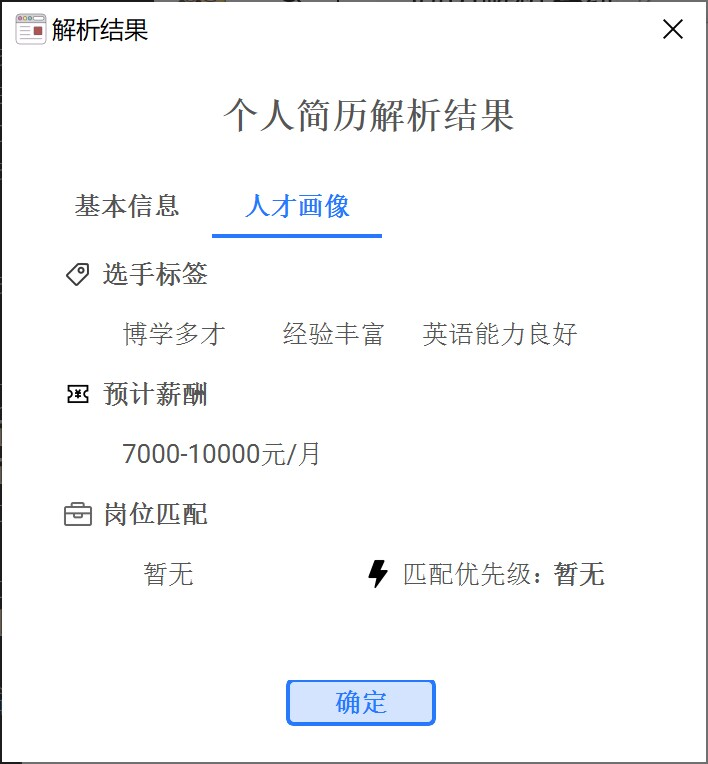 解析结果
个人简历解析结果
基本信息 人才画像
选手标签
博学多才 经验丰富 英语能力良好
预计薪酬
7000-10000元/月
岗位匹配
暂无 匹配优先级：暂无
确定